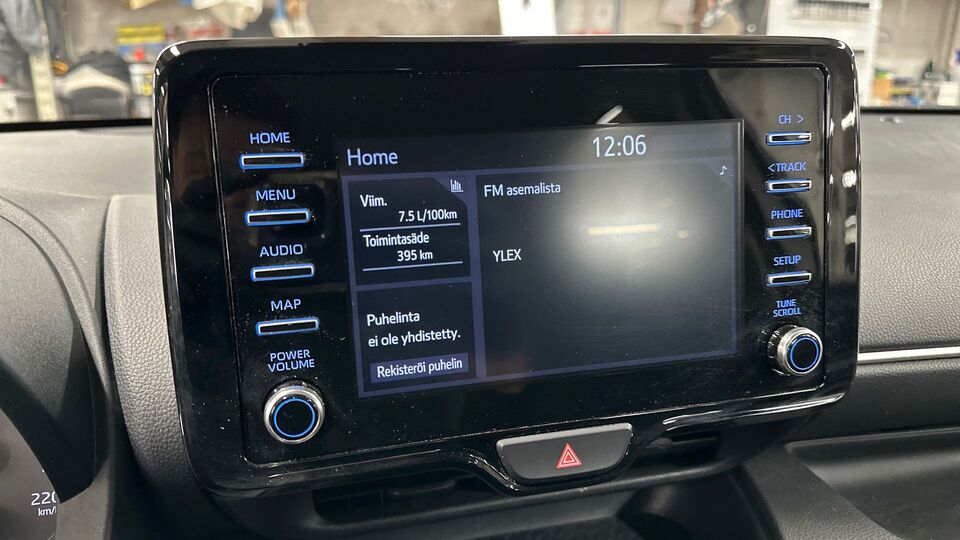 HOME
MENU
AUDIO
MAP
POWER
VOLUME
Home
12:06
Viim.
7.5 L/100km
Toimintasäde
395 km
Puhelinta
ei ole yhdistetty.
Rekisteröi puhelin
FM asemalista
YLEX
CH >
<TRACK
PHONE
SETUP
TUNE
SCROLL
220